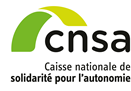 cnsa
Caisse nationale de
solidarité pour l'autonomie